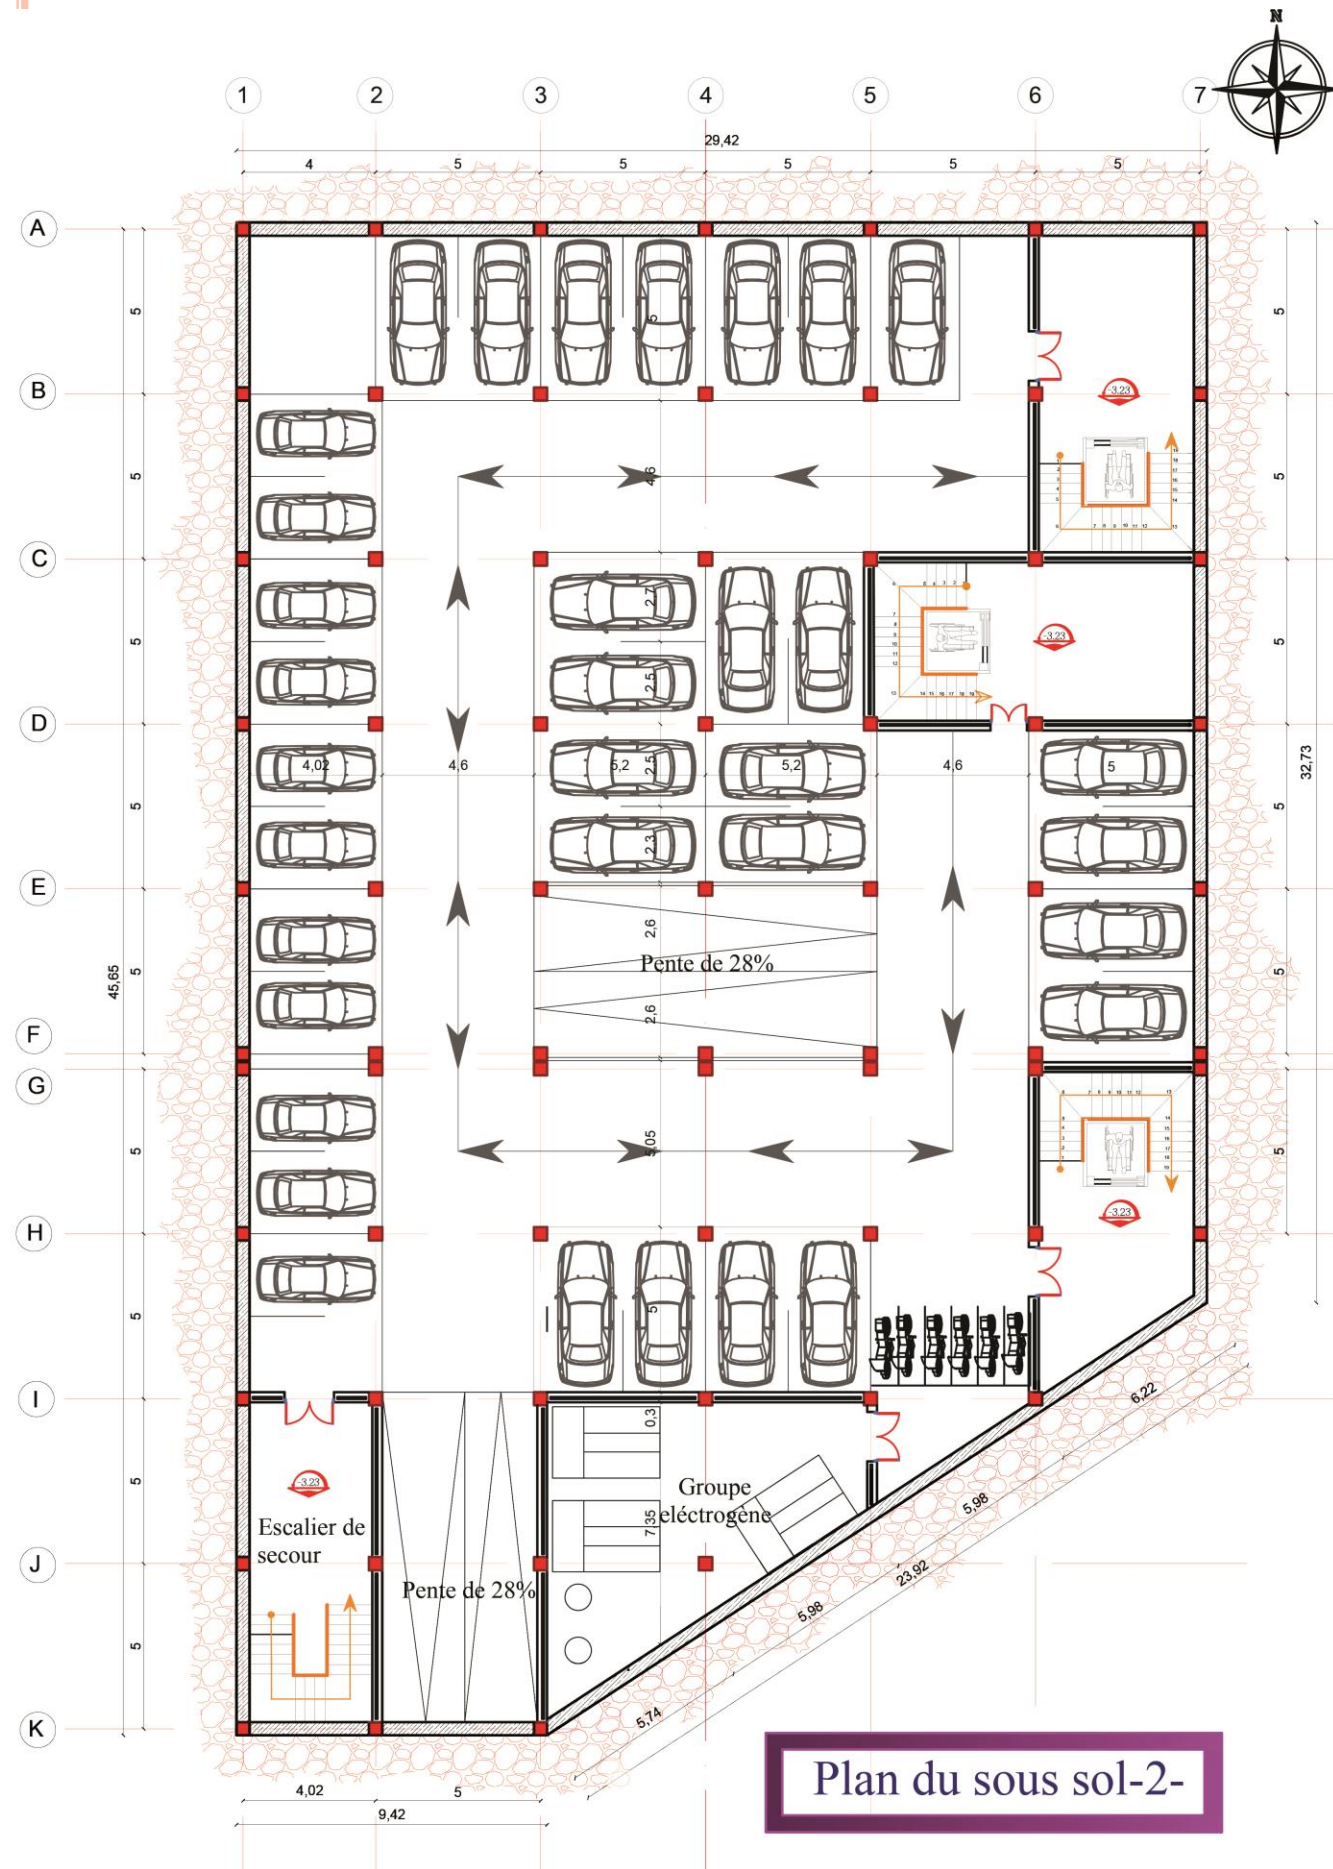 N
1 2 3 4 5 6 7
29,42
4 5 5 5 5 5
A
5 5 5
B
-3.23
5 4,6 5
C
5 2,7 5
-3.23
2,5
D
4,02 4,6 5,2 2,5 5,2 4,6 5
32,73
5 5
2,3
E
2,6
Pente de 28%
45,65
5 5
2,6
F
G
5 5,05 5
-3.23
H
5 5
I
6,22
0,3
-3.23
Groupe
eléctrogène
5
5,98
Escalier de
secour
7,35
J
23,92
Pente de 28%
5,98
5
5,74
K
Plan du sous sol-2-
4,02 5
9,42